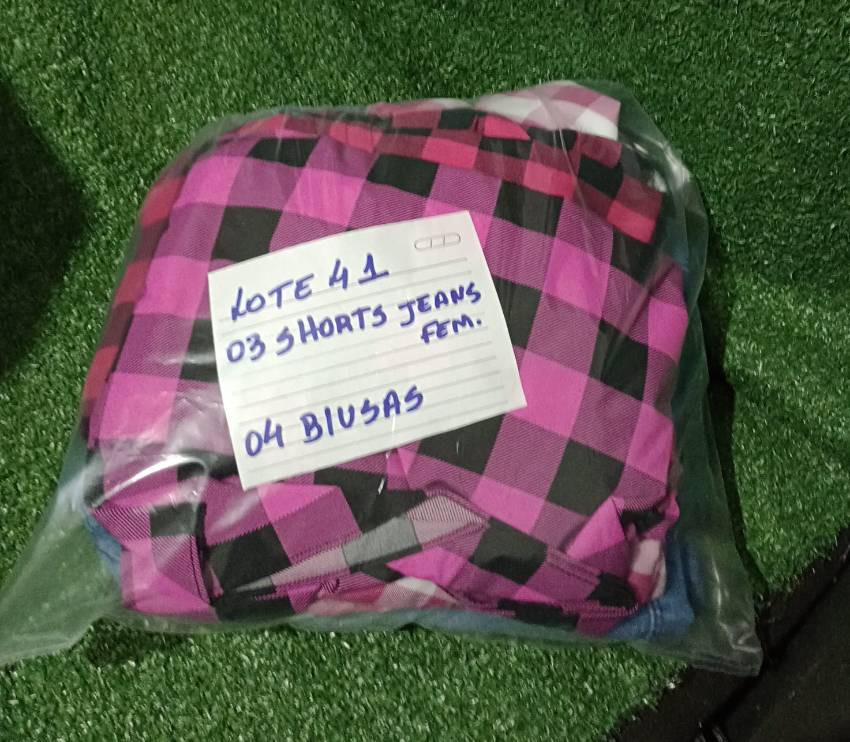 LOTE 41
03 SHORTS JEANS
FEM.
04 BLUSAS